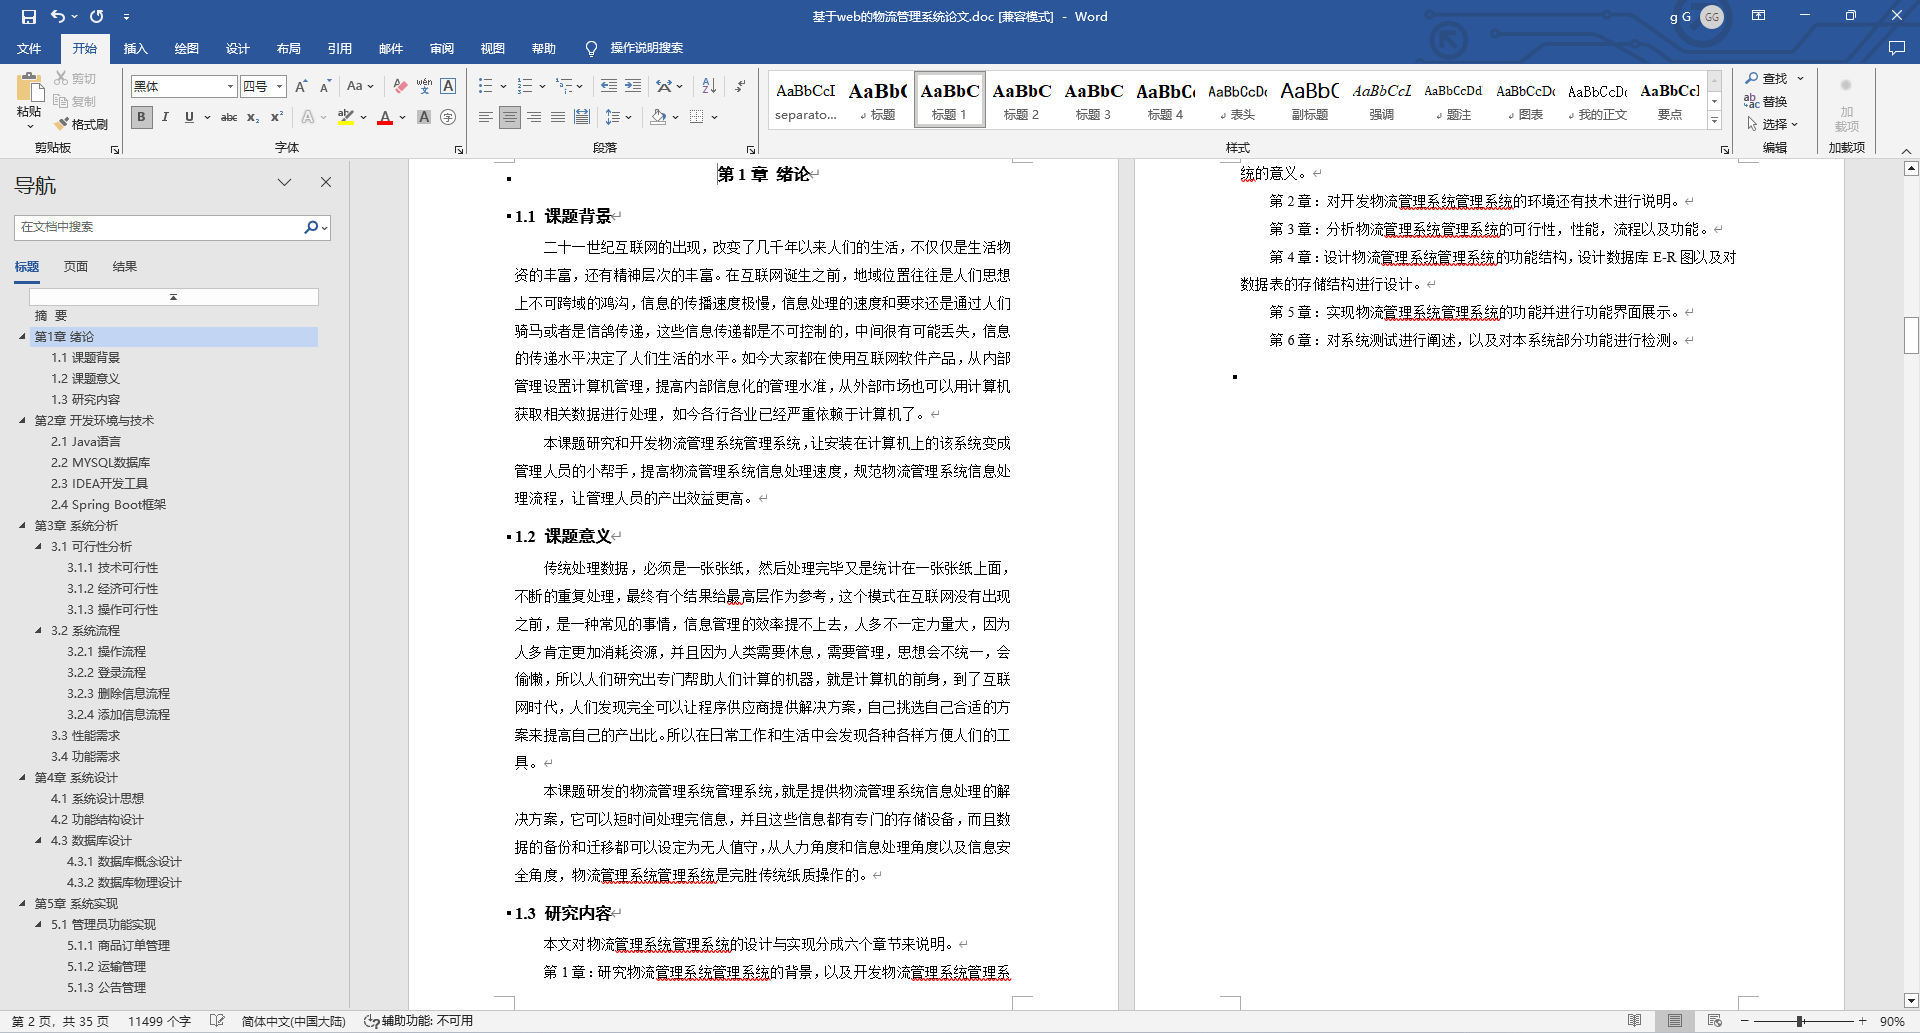 基于web的物流管理系统论文.doc [兼容模式] - Word
g G
GG
文件 开始 插入 绘图 设计 布局 引用 邮件 审阅 视图 帮助 操作说明搜索
粘贴
剪切
复制
格式刷
剪贴板
黑体 四号
字体
段落
AaBbCcI separato...
AaBb( 标题
AaBbC 标题 1
AaBbC 标题 2
AaBbC 标题 3
AaBbC( 标题 4
AaBbCcDc 表头
AaBbC 副标题
AaBbCcL 强调
AaBbCcDd 题注
AaBbCcDc 图表
AaBbCcDc 我的正文
AaBbCcl 要点
样式
查找
替换
选择
编辑
加载项
加载项
导航
在文档中搜索
标题 页面 结果
摘 要
第1章 绪论
1.1 课题背景
1.2 课题意义
1.3 研究内容
第2章 开发环境与技术
2.1 Java语言
2.2 MYSQL数据库
2.3 IDEA开发工具
2.4 Spring Boot框架
第3章 系统分析
3.1 可行性分析
3.1.1 技术可行性
3.1.2 经济可行性
3.1.3 操作可行性
3.2 系统流程
3.2.1 操作流程
3.2.2 登录流程
3.2.3 删除信息流程
3.2.4 添加信息流程
3.3 性能需求
3.4 功能需求
第4章 系统设计
4.1 系统设计思想
4.2 功能结构设计
4.3 数据库设计
4.3.1 数据库概念设计
4.3.2 数据库物理设计
第5章 系统实现
5.1 管理员功能实现
5.1.1 商品订单管理
5.1.2 运输管理
5.1.3 公告管理
第 1 章 绪论
1.1 课题背景
二十一世纪互联网的出现，改变了几千年以来人们的生活，不仅仅是生活物
资的丰富，还有精神层次的丰富。在互联网诞生之前，地域位置往往是人们思想
上不可跨域的鸿沟，信息的传播速度极慢，信息处理的速度和要求还是通过人们
骑马或者是信鸽传递，这些信息传递都是不可控制的，中间很有可能丢失，信息
的传递水平决定了人们生活的水平。如今大家都在使用互联网软件产品，从内部
管理设置计算机管理，提高内部信息化的管理水准，从外部市场也可以用计算机
获取相关数据进行处理，如今各行各业已经严重依赖于计算机了。
本课题研究和开发物流管理系统管理系统，让安装在计算机上的该系统变成
管理人员的小帮手，提高物流管理系统信息处理速度，规范物流管理系统信息处
理流程，让管理人员的产出效益更高。
1.2 课题意义
传统处理数据，必须是一张张纸，然后处理完毕又是统计在一张张纸上面，
不断的重复处理，最终有个结果给最高层作为参考，这个模式在互联网没有出现
之前，是一种常见的事情，信息管理的效率提不上去，人多不一定力量大，因为
人多肯定更加消耗资源，并且因为人类需要休息，需要管理，思想会不统一，会
偷懒，所以人们研究出专门帮助人们计算的机器，就是计算机的前身，到了互联
网时代，人们发现完全可以让程序供应商提供解决方案，自己挑选自己合适的方
案来提高自己的产出比。所以在日常工作和生活中会发现各种各样方便人们的工
具。
本课题研发的物流管理系统管理系统，就是提供物流管理系统信息处理的解
决方案，它可以短时间处理完信息，并且这些信息都有专门的存储设备，而且数
据的备份和迁移都可以设定为无人值守，从人力角度和信息处理角度以及信息安
全角度，物流管理系统管理系统是完胜传统纸质操作的。
1.3 研究内容
本文对物流管理系统管理系统的设计与实现分成六个章节来说明。
第 1 章：研究物流管理系统管理系统的背景，以及开发物流管理系统管理系
统的意义。
第 2 章：对开发物流管理系统管理系统的环境还有技术进行说明。
第 3 章：分析物流管理系统管理系统的可行性，性能，流程以及功能。
第 4 章：设计物流管理系统管理系统的功能结构，设计数据库 E-R 图以及对
数据表的存储结构进行设计。
第 5 章：实现物流管理系统管理系统的功能并进行功能界面展示。
第 6 章：对系统测试进行阐述，以及对本系统部分功能进行检测。
第 2 页，共 35 页 11499 个字 简体中文(中国大陆) 辅助功能: 不可用 90%